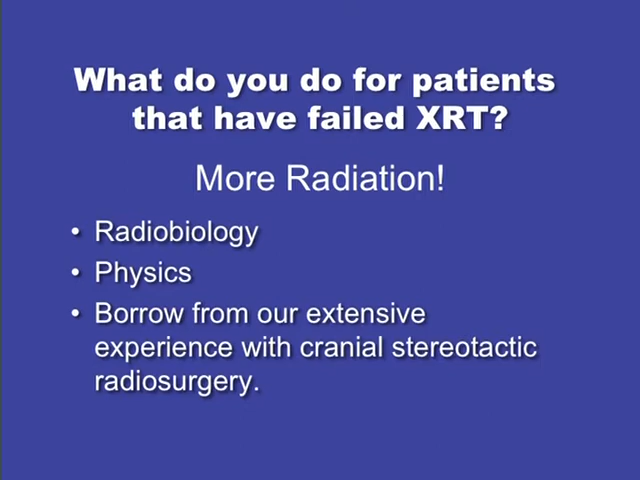 What do you do for patients
that have failed XRT?
More Radiation!
• Radiobiology
• Physics
• Borrow from our extensive
experience with cranial stereotactic
radiosurgery.